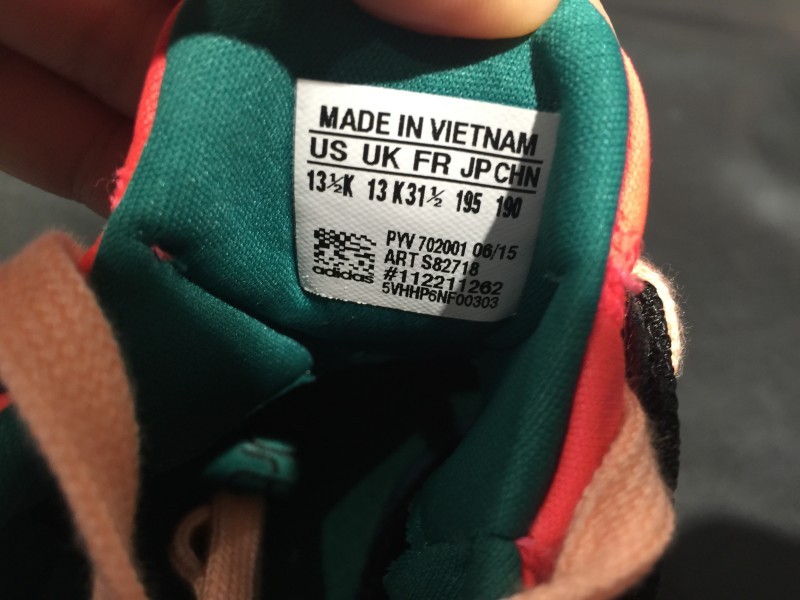 MADE IN VIETNAM
US UK FR JP CHN
13½K 13 K 31½ 195 190
PYV 702001 06/15
ART S82718
#112211262
5VHHP6NF00303
adidas